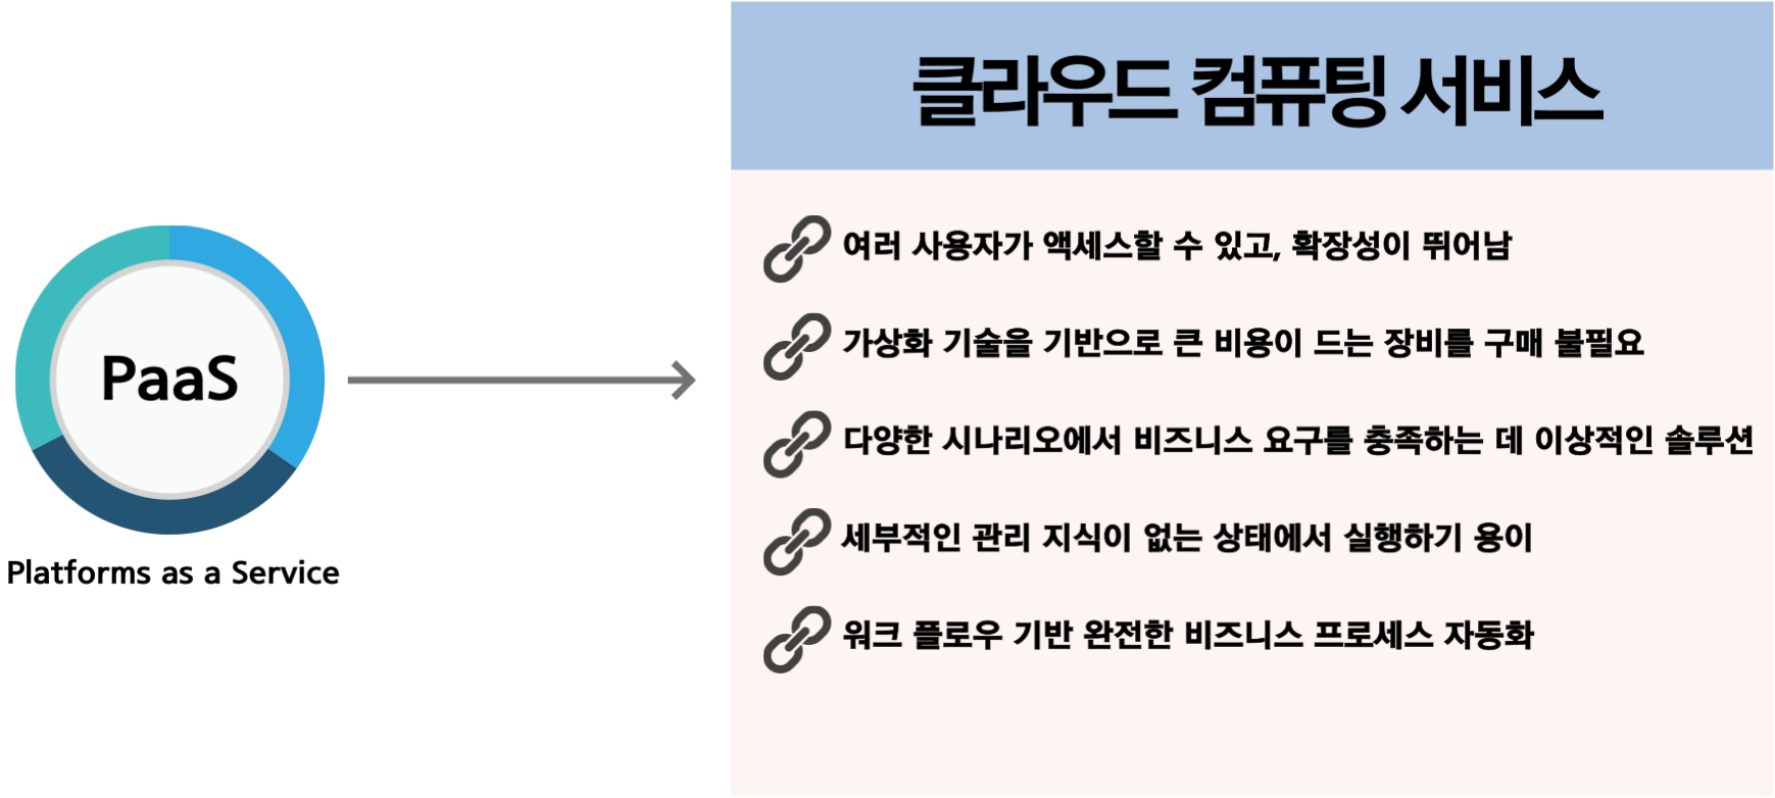 클라우드 컴퓨팅 서비스
여러 사용자가 액세스할 수 있고, 확장성이 뛰어남
가상화 기술을 기반으로 큰 비용이 드는 장비를 구매 불필요
다양한 시나리오에서 비즈니스 요구를 충족하는 데 이상적인 솔루션
세부적인 관리 지식이 없는 상태에서 실행하기 용이
워크 플로우 기반 완전한 비즈니스 프로세스 자동화
PaaS
Platforms as a Service